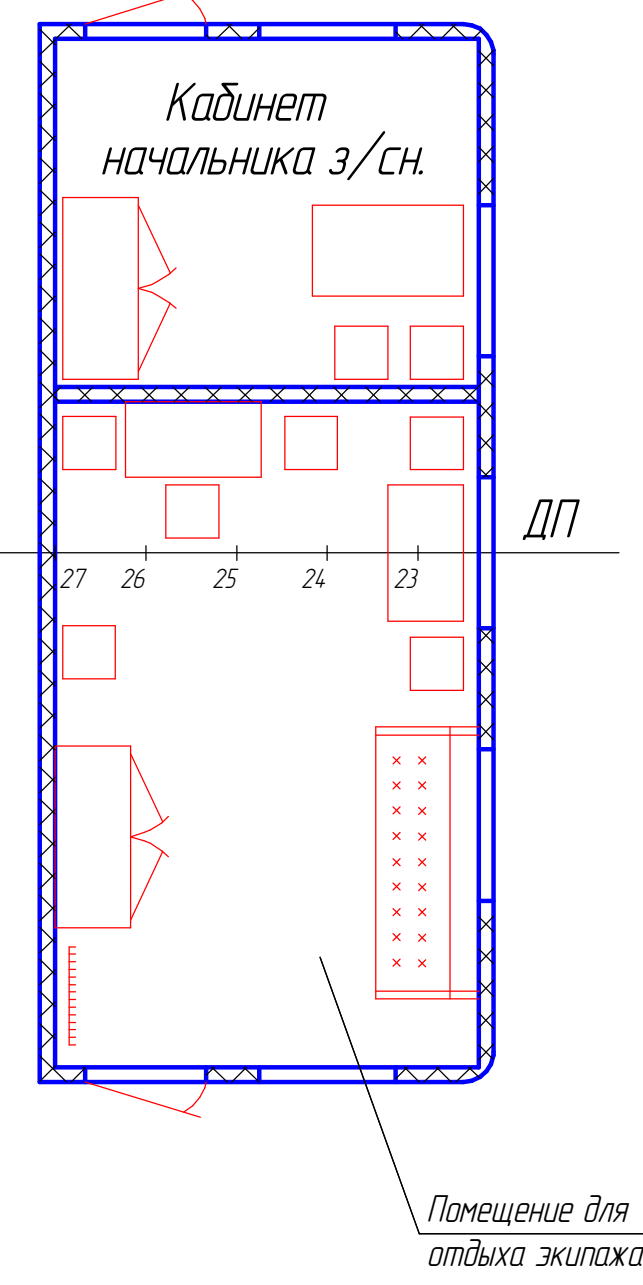 Кабинет
начальника з/сн.
ДП
27 26 25 24 23
Помещение для
отдыха экипажа